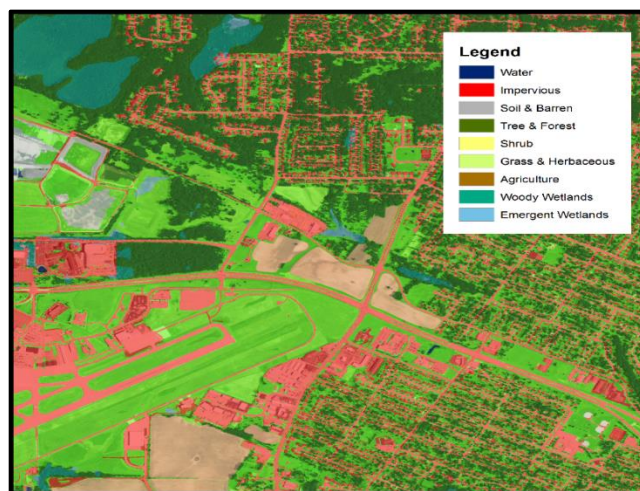 Legend
Water
Impervious
Soil & Barren
Tree & Forest
Shrub
Grass & Herbaceous
Agriculture
Woody Wetlands
Emergent Wetlands